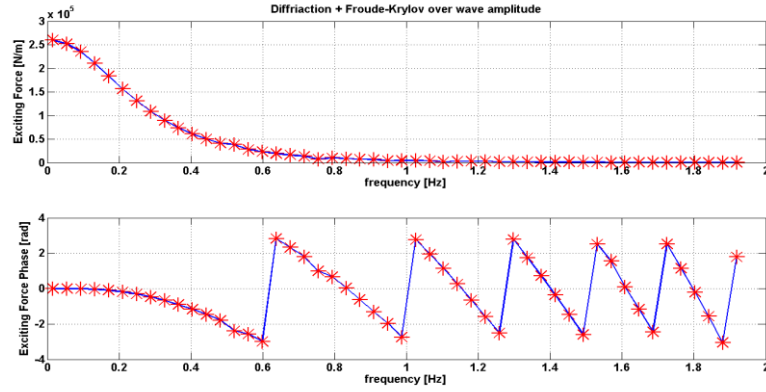 Diffriaction + Froude-Krylov over wave amplitude
x 10⁵
Exciting Force [N/m]
3
2.5
2
1.5
1
0.5
0
0 0.2 0.4 0.6 0.8 1 1.2 1.4 1.6 1.8 2
frequency [Hz]
Exciting Force Phase [rad]
4
2
0
-2
-4
0 0.2 0.4 0.6 0.8 1 1.2 1.4 1.6 1.8 2
frequency [Hz]